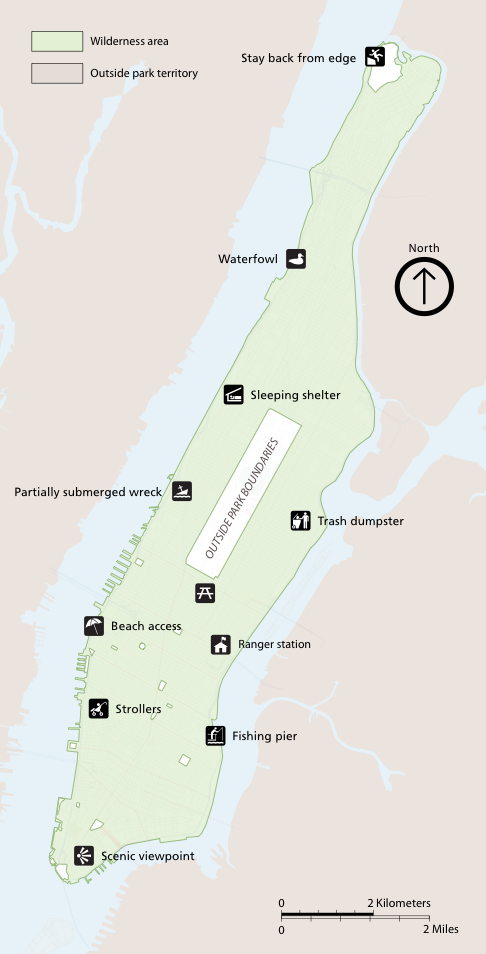 Wilderness area
Outside park territory
Stay back from edge
North
Waterfowl
Sleeping shelter
OUTSIDE PARK BOUNDARIES
Partially submerged wreck
Trash dumpster
Beach access
Ranger station
Strollers
Fishing pier
Scenic viewpoint
0 2 Kilometers
0 2 Miles